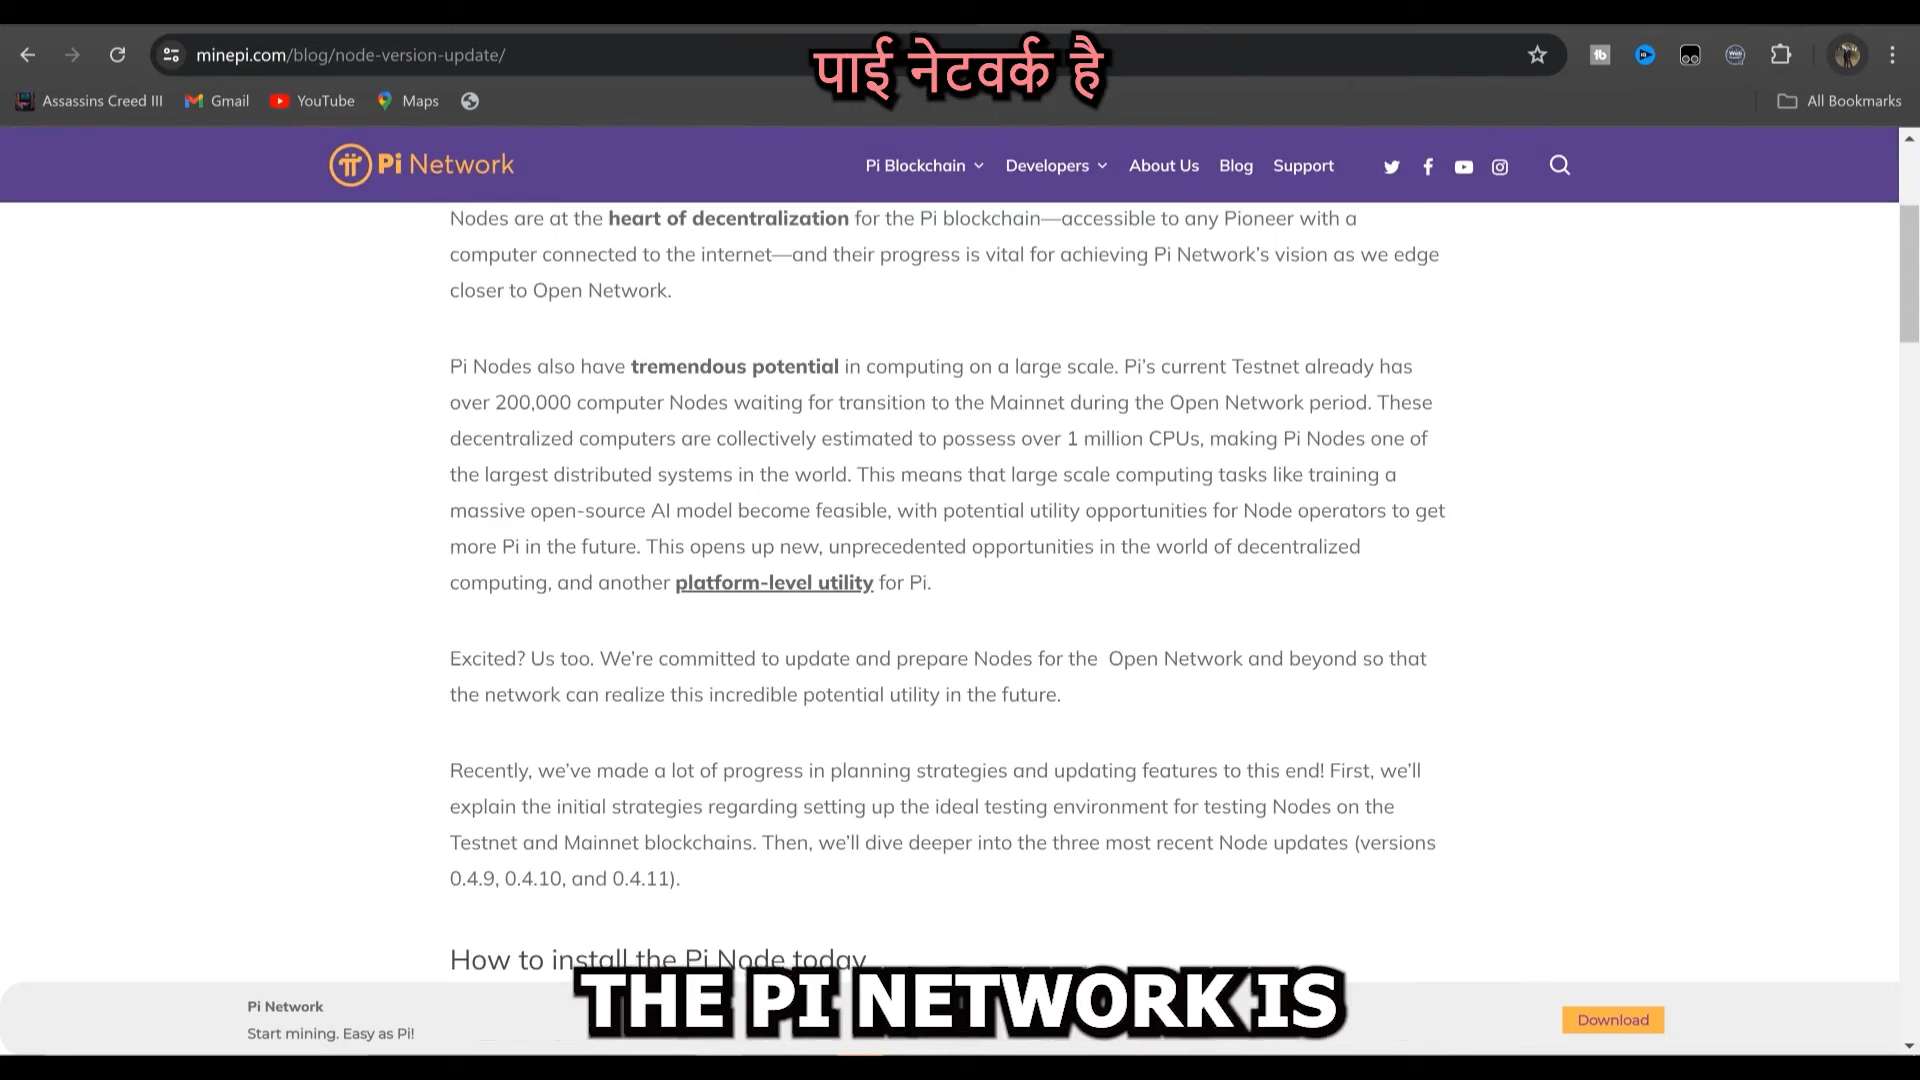 minepi.com/blog/node-version-update/
पाई नेटवर्क है
Assassins Creed III Gmail YouTube Maps All Bookmarks
Pi Network Pi Blockchain Developers About Us Blog Support
Nodes are at the heart of decentralization for the Pi blockchain—accessible to any Pioneer with a
computer connected to the internet—and their progress is vital for achieving Pi Network’s vision as we edge
closer to Open Network.
Pi Nodes also have tremendous potential in computing on a large scale. Pi’s current Testnet already has
over 200,000 computer Nodes waiting for transition to the Mainnet during the Open Network period. These
decentralized computers are collectively estimated to possess over 1 million CPUs, making Pi Nodes one of
the largest distributed systems in the world. This means that large scale computing tasks like training a
massive open-source AI model become feasible, with potential utility opportunities for Node operators to get
more Pi in the future. This opens up new, unprecedented opportunities in the world of decentralized
computing, and another platform-level utility for Pi.
Excited? Us too. We’re committed to update and prepare Nodes for the Open Network and beyond so that
the network can realize this incredible potential utility in the future.
Recently, we’ve made a lot of progress in planning strategies and updating features to this end! First, we’ll
explain the initial strategies regarding setting up the ideal testing environment for testing Nodes on the
Testnet and Mainnet blockchains. Then, we’ll dive deeper into the three most recent Node updates (versions
0.4.9, 0.4.10, and 0.4.11).
How to install the Pi Node today
THE PI NETWORK IS
Pi Network
Start mining. Easy as Pi!
Download